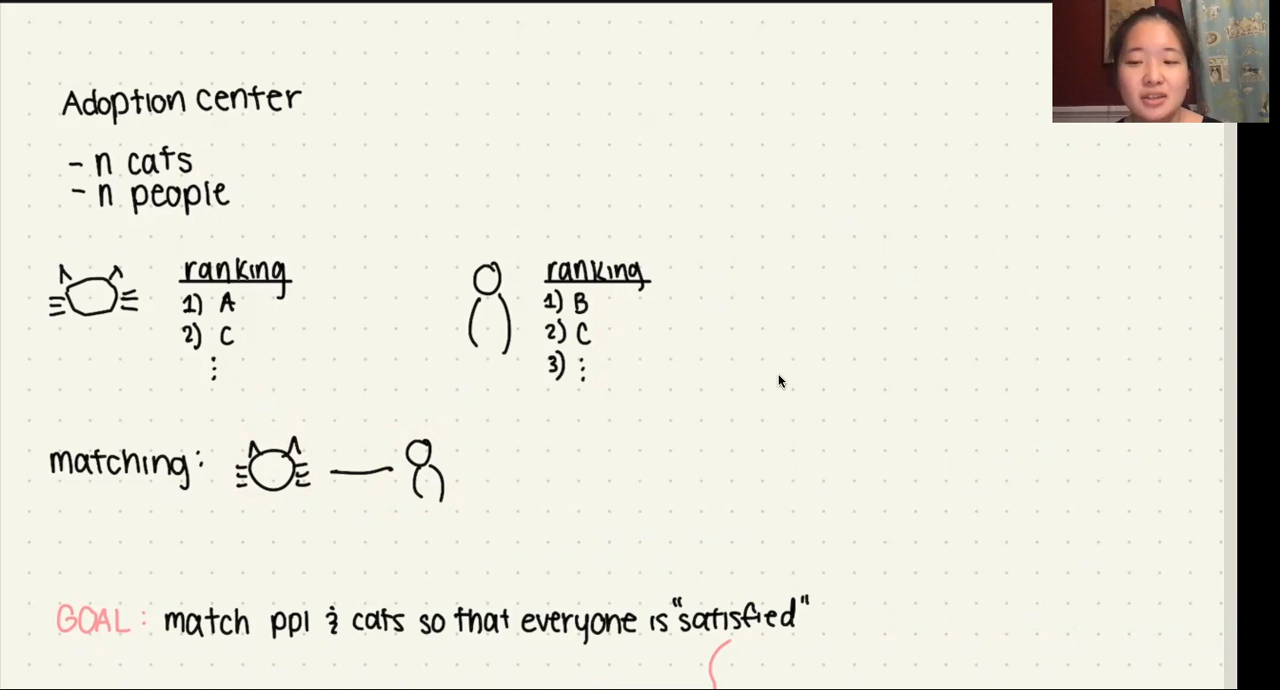 Adoption center
- n cats
- n people
ranking
1) A
2) C
⋮
ranking
1) B
2) C
3) ⋮
matching:
GOAL: match ppl & cats so that everyone is "satisfied"